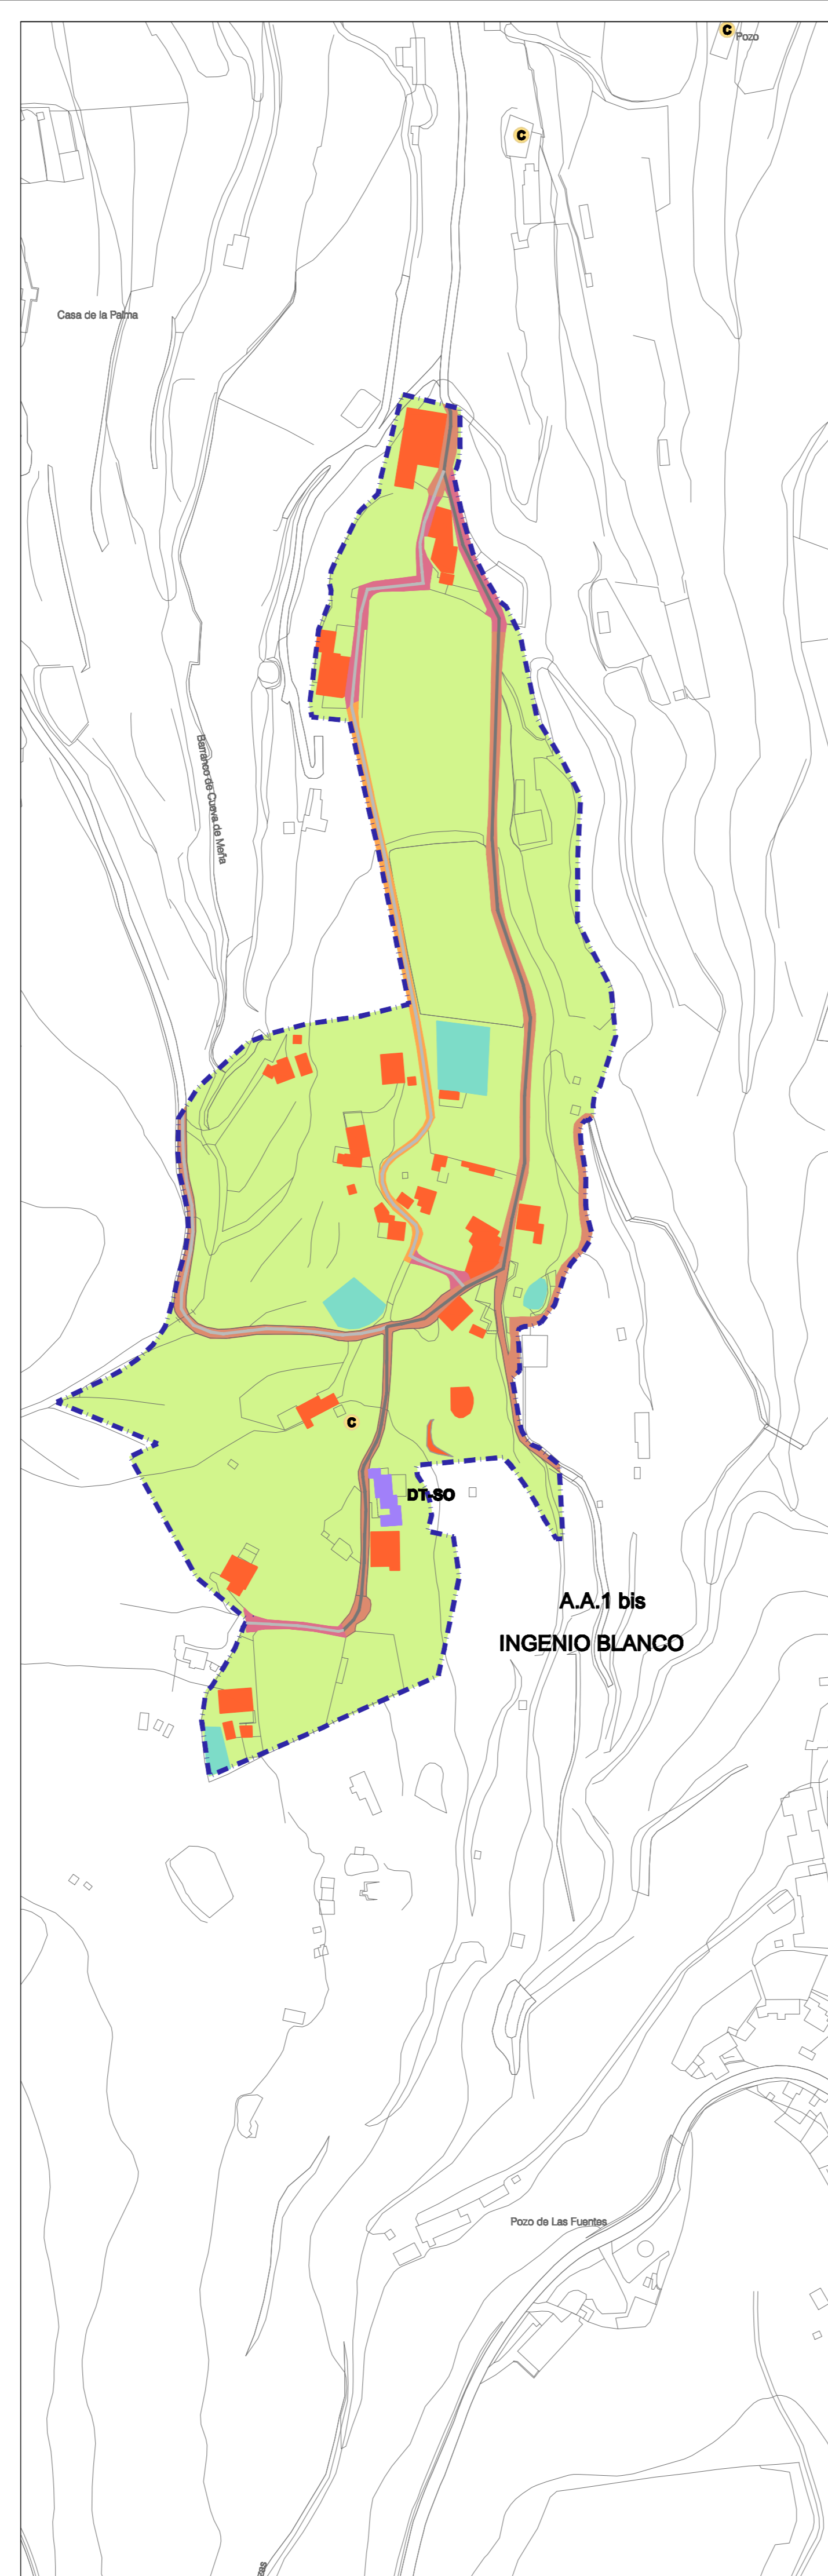 C
Pozo
C
Casa de la Palma
Barranco de Cueva de Meña
C
DT-SO
A.A.1 bis
INGENIO BLANCO
Pozo de Las Fuentes
zas